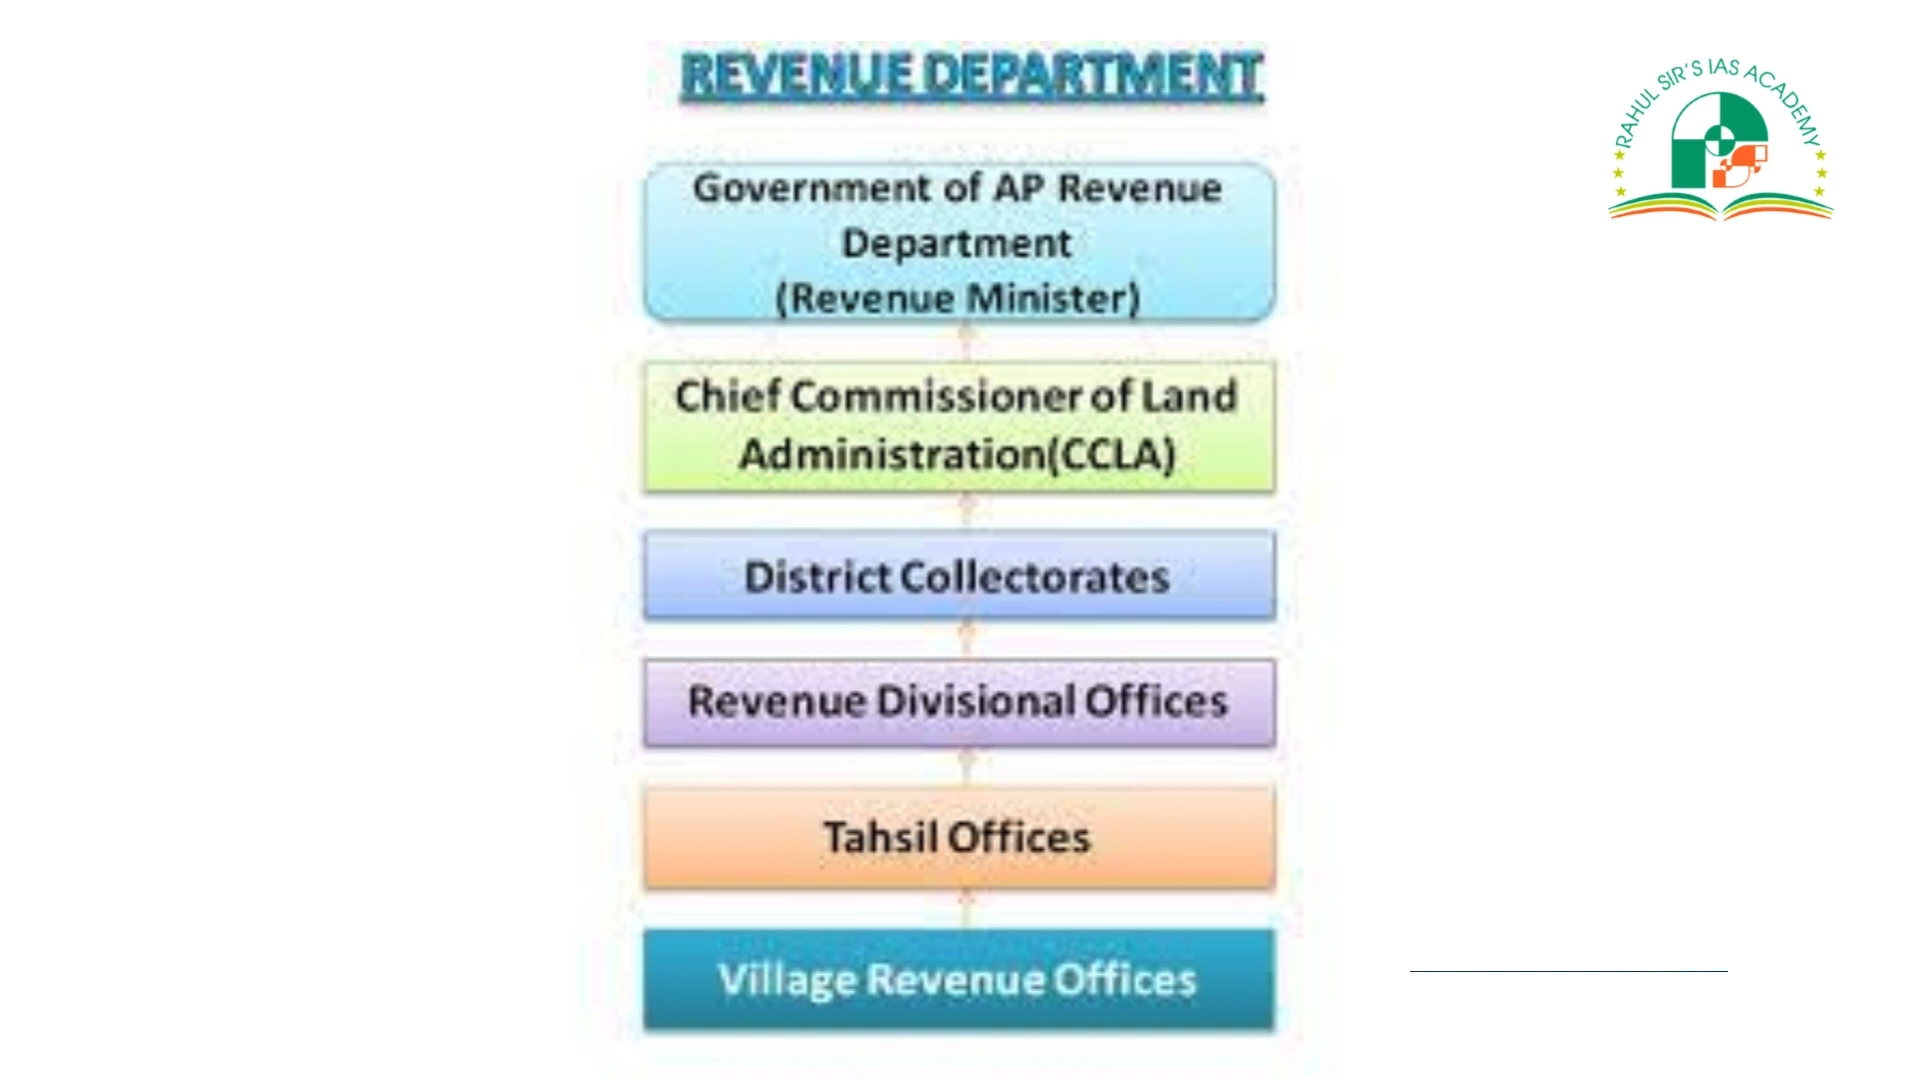 REVENUE DEPARTMENT
RAHUL SIR'S IAS ACADEMY
Government of AP Revenue
Department
(Revenue Minister)
Chief Commissioner of Land
Administration(CCLA)
District Collectorates
Revenue Divisional Offices
Tahsil Offices
Village Revenue Offices